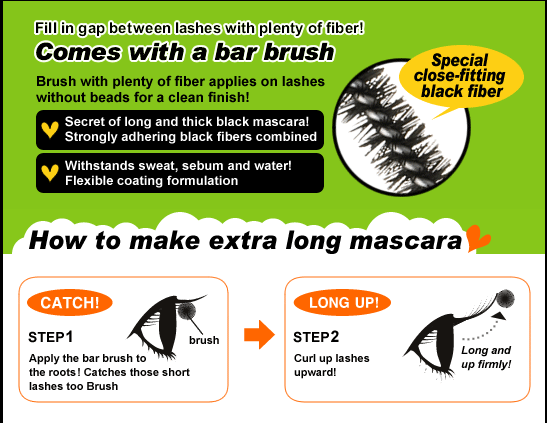 Fill in gap between lashes with plenty of fiber!
Comes with a bar brush
Brush with plenty of fiber applies on lashes
without beads for a clean finish!
Special
close-fitting
black fiber
Secret of long and thick black mascara!
Strongly adhering black fibers combined
Withstands sweat, sebum and water!
Flexible coating formulation
How to make extra long mascara
CATCH!
STEP1
brush
Apply the bar brush to
the roots! Catches those short
lashes too Brush
LONG UP!
STEP2
Curl up lashes
upward!
Long and
up firmly!